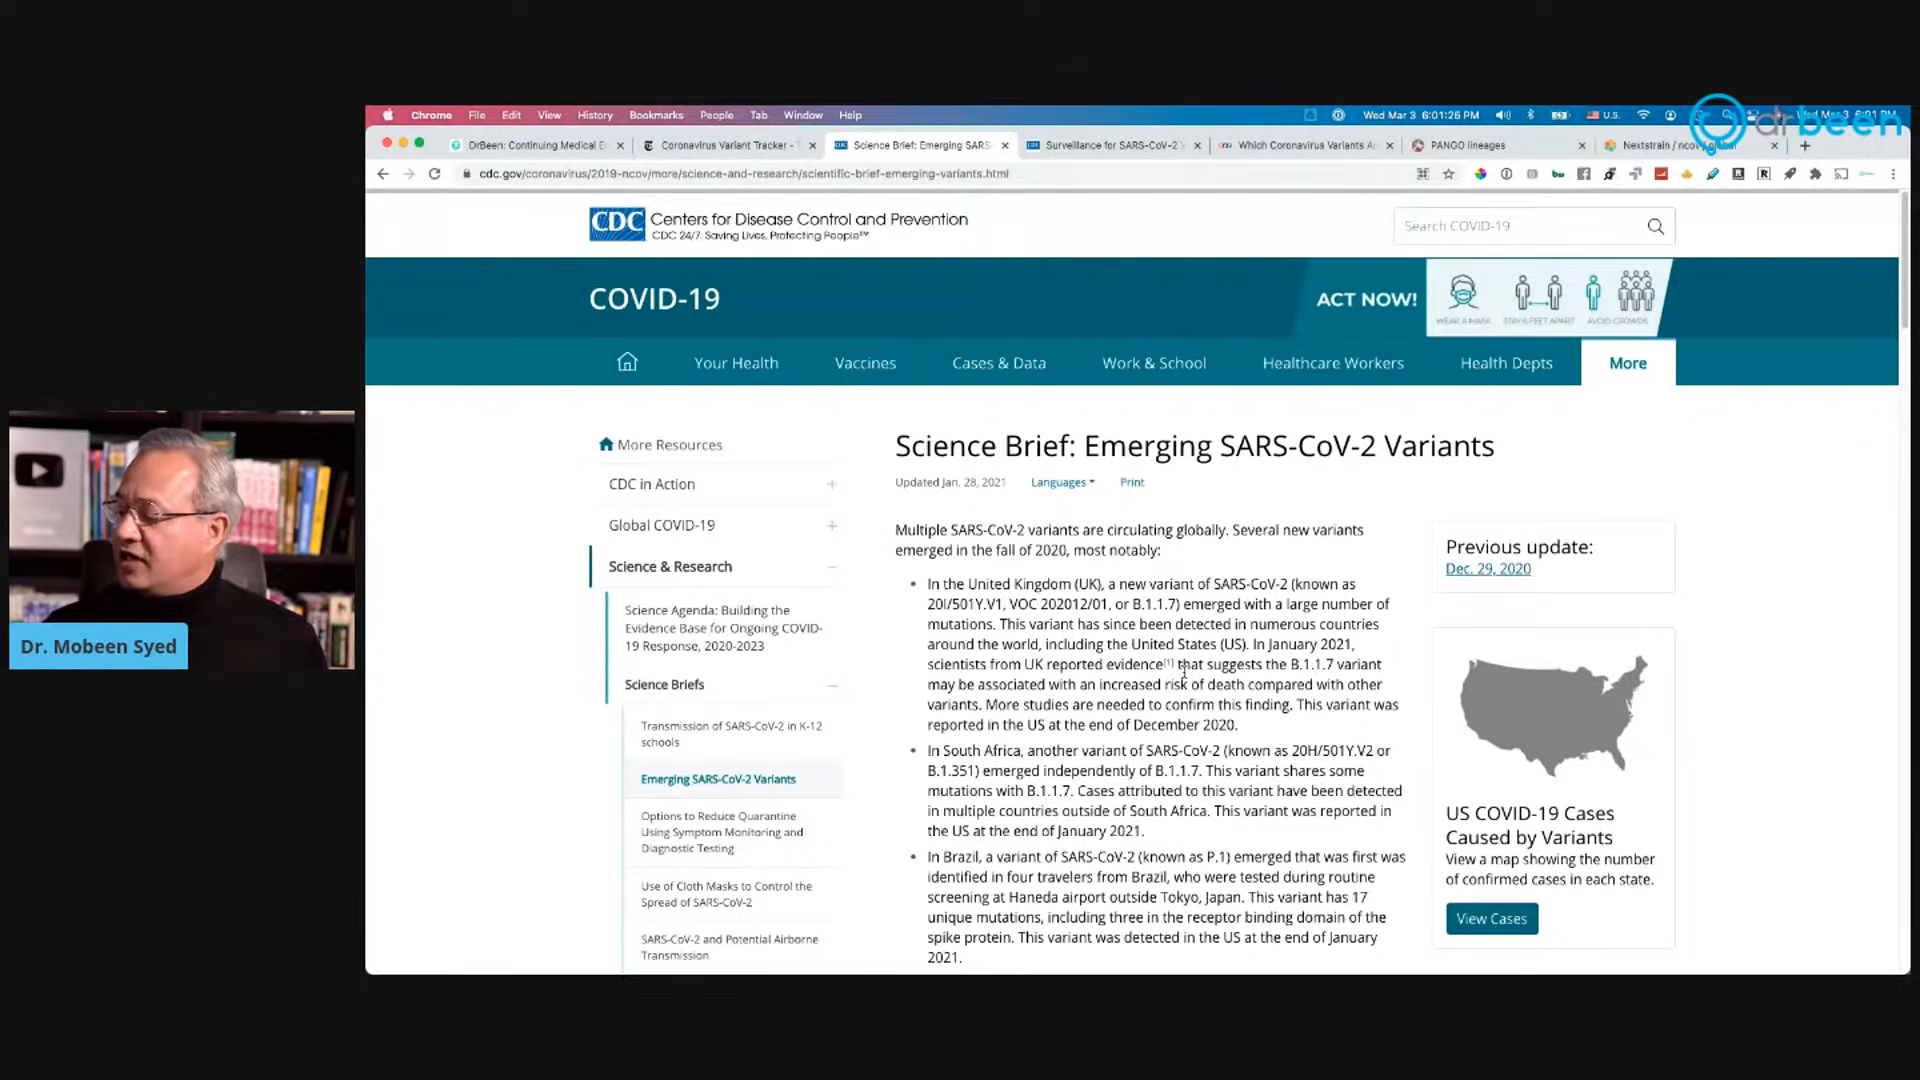 Chrome File Edit View History Bookmarks People Tab Window Help
Wed Mar 3 6:01:26 PM
U.S.
drbeen
DrBeen: Continuing Medical E
Coronavirus Variant Tracker -
Science Brief: Emerging SARS-
Surveillance for SARS-CoV-2
Which Coronavirus Variants A
PANGO lineages
Nextstrain / ncov
cdc.gov/coronavirus/2019-ncov/more/science-and-research/scientific-brief-emerging-variants.html
CDC
Centers for Disease Control and Prevention
CDC 24/7: Saving Lives, Protecting People™
Search COVID-19
COVID-19
ACT NOW!
WEAR A MASK
STAY 6 FEET APART
AVOID CROWDS
Your Health
Vaccines
Cases & Data
Work & School
Healthcare Workers
Health Depts
More
More Resources
CDC in Action
Global COVID-19
Science & Research
Science Agenda: Building the
Evidence Base for Ongoing COVID-
19 Response, 2020-2023
Science Briefs
Transmission of SARS-CoV-2 in K-12
schools
Emerging SARS-CoV-2 Variants
Options to Reduce Quarantine
Using Symptom Monitoring and
Diagnostic Testing
Use of Cloth Masks to Control the
Spread of SARS-CoV-2
SARS-CoV-2 and Potential Airborne
Transmission
Science Brief: Emerging SARS-CoV-2 Variants
Updated Jan. 28, 2021
Languages
Print
Multiple SARS-CoV-2 variants are circulating globally. Several new variants
emerged in the fall of 2020, most notably:
• In the United Kingdom (UK), a new variant of SARS-CoV-2 (known as
20I/501Y.V1, VOC 202012/01, or B.1.1.7) emerged with a large number of
mutations. This variant has since been detected in numerous countries
around the world, including the United States (US). In January 2021,
scientists from UK reported evidence[1] that suggests the B.1.1.7 variant
may be associated with an increased risk of death compared with other
variants. More studies are needed to confirm this finding. This variant was
reported in the US at the end of December 2020.
• In South Africa, another variant of SARS-CoV-2 (known as 20H/501Y.V2 or
B.1.351) emerged independently of B.1.1.7. This variant shares some
mutations with B.1.1.7. Cases attributed to this variant have been detected
in multiple countries outside of South Africa. This variant was reported in
the US at the end of January 2021.
• In Brazil, a variant of SARS-CoV-2 (known as P.1) emerged that was first was
identified in four travelers from Brazil, who were tested during routine
screening at Haneda airport outside Tokyo, Japan. This variant has 17
unique mutations, including three in the receptor binding domain of the
spike protein. This variant was detected in the US at the end of January
2021.
Previous update:
Dec. 29, 2020
US COVID-19 Cases
Caused by Variants
View a map showing the number
of confirmed cases in each state.
View Cases
Dr. Mobeen Syed